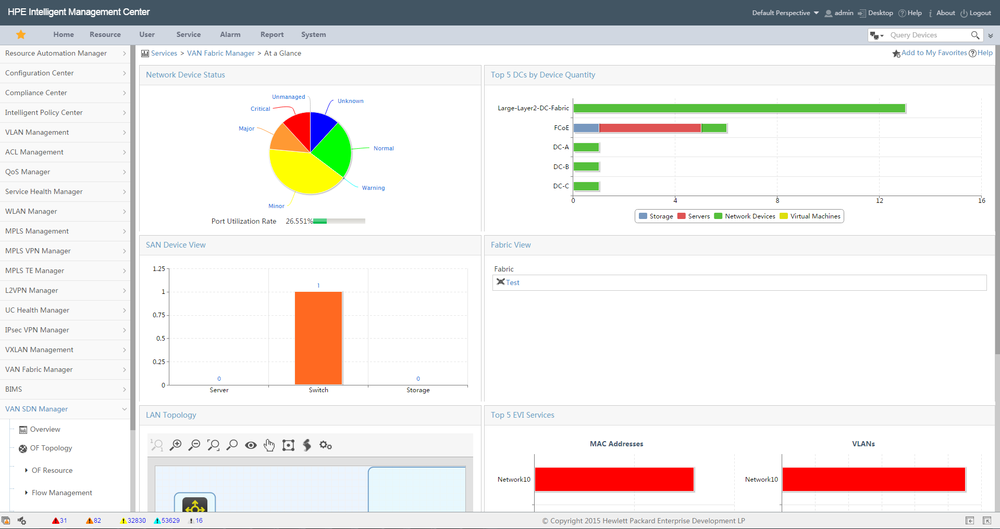 HPE Intelligent Management Center
Default Perspective admin Desktop Help About Logout
Home Resource User Service Alarm Report System
Query Devices
Resource Automation Manager
Configuration Center
Compliance Center
Intelligent Policy Center
VLAN Management
ACL Management
QoS Manager
Service Health Manager
WLAN Manager
MPLS Management
MPLS VPN Manager
MPLS TE Manager
L2VPN Manager
UC Health Manager
IPsec VPN Manager
VXLAN Management
VAN Fabric Manager
BIMS
VAN SDN Manager
Overview
OF Topology
OF Resource
Flow Management
Services > VAN Fabric Manager > At a Glance
Add to My Favorites Help
Network Device Status
Unmanaged
Unknown
Critical
Major
Normal
Warning
Minor
Port Utilization Rate 26.551%
Top 5 DCs by Device Quantity
Large-Layer2-DC-Fabric
FCoE
DC-A
DC-B
DC-C
0 4 8 12 16
Storage Servers Network Devices Virtual Machines
SAN Device View
1.25
1
0.75
0.5
0.25
0
0 1 0
Server Switch Storage
Fabric View
Fabric
Test
LAN Topology
1 1
Top 5 EVI Services
MAC Addresses
Network10
VLANs
Network10
31 82 32830 53629 16
© Copyright 2015 Hewlett Packard Enterprise Development LP